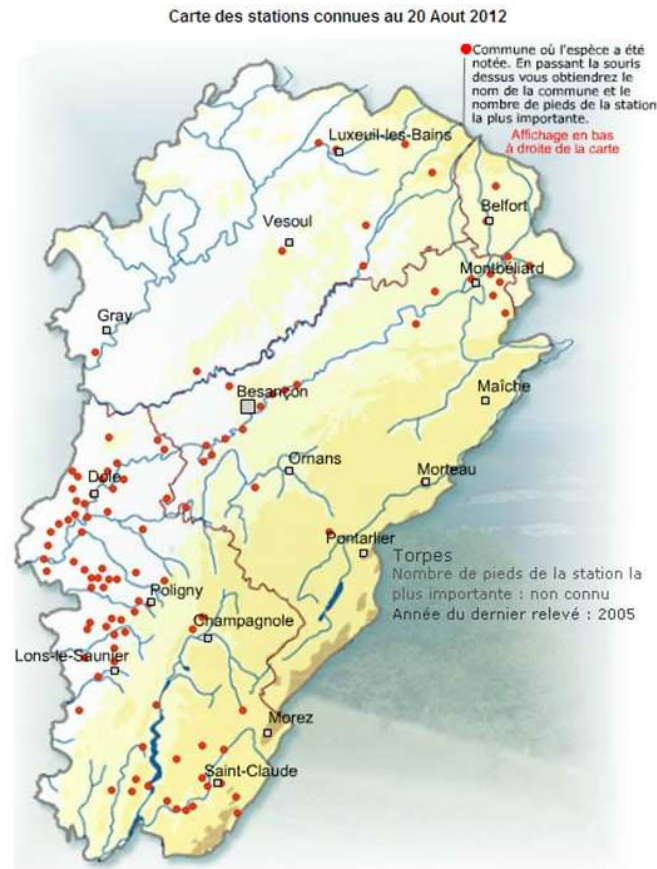 Carte des stations connues au 20 Aout 2012
Commune où l'espèce a été
notée. En passant la souris
dessus vous obtiendrez le
nom de la commune et le
nombre de pieds de la station
la plus importante.
Affichage en bas
à droite de la carte
Luxeuil-les-Bains
Belfort
Vesoul
Montbéliard
Gray
Maîche
Besançon
Ornans
Morteau
Dole
Pontarlier
Torpes
Nombre de pieds de la station la
plus importante : non connu
Année du dernier relevé : 2005
Poligny
Champagnole
Lons-le-Saunier
Morez
Saint-Claude